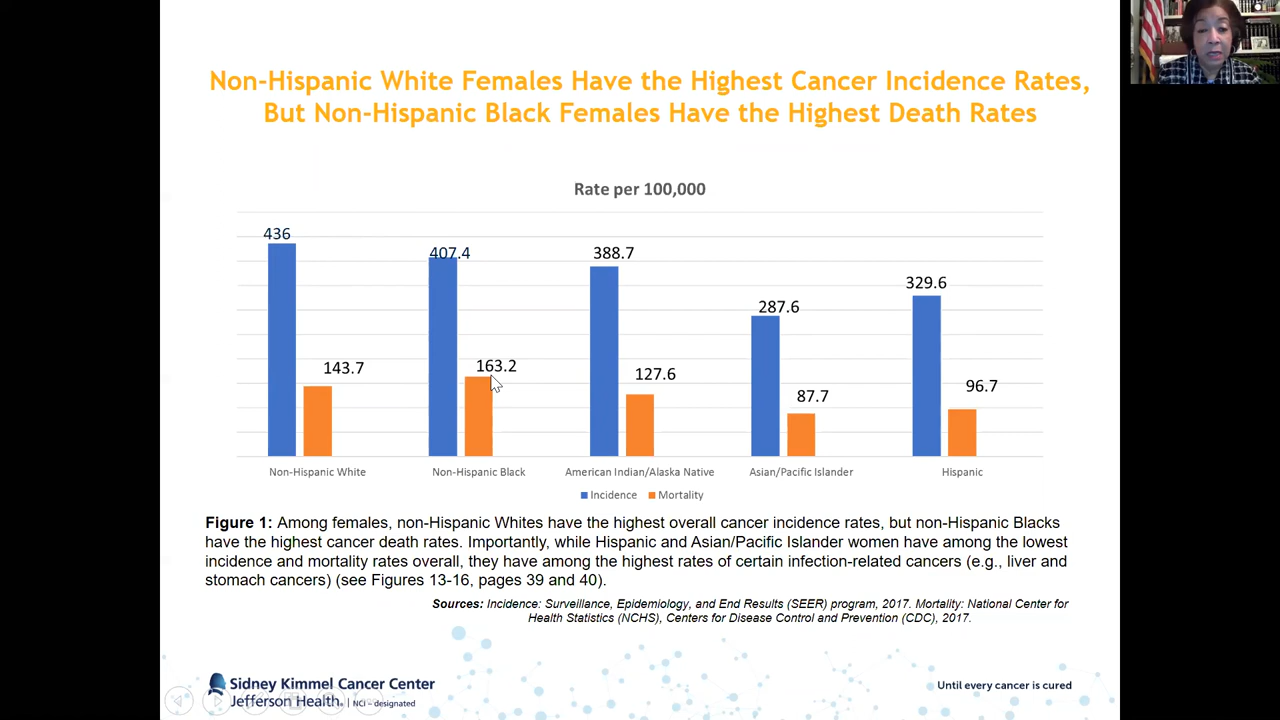 Non-Hispanic White Females Have the Highest Cancer Incidence Rates,
But Non-Hispanic Black Females Have the Highest Death Rates
Rate per 100,000
436
407.4
388.7
287.6
329.6
143.7
163.2
127.6
87.7
96.7
Non-Hispanic White
Non-Hispanic Black
American Indian/Alaska Native
Asian/Pacific Islander
Hispanic
Incidence
Mortality
Figure 1: Among females, non-Hispanic Whites have the highest overall cancer incidence rates, but non-Hispanic Blacks
have the highest cancer death rates. Importantly, while Hispanic and Asian/Pacific Islander women have among the lowest
incidence and mortality rates overall, they have among the highest rates of certain infection-related cancers (e.g., liver and
stomach cancers) (see Figures 13-16, pages 39 and 40).
Sources: Incidence: Surveillance, Epidemiology, and End Results (SEER) program, 2017. Mortality: National Center for
Health Statistics (NCHS), Centers for Disease Control and Prevention (CDC), 2017.
Sidney Kimmel Cancer Center
Jefferson Health. | NCI – designated
Until every cancer is cured